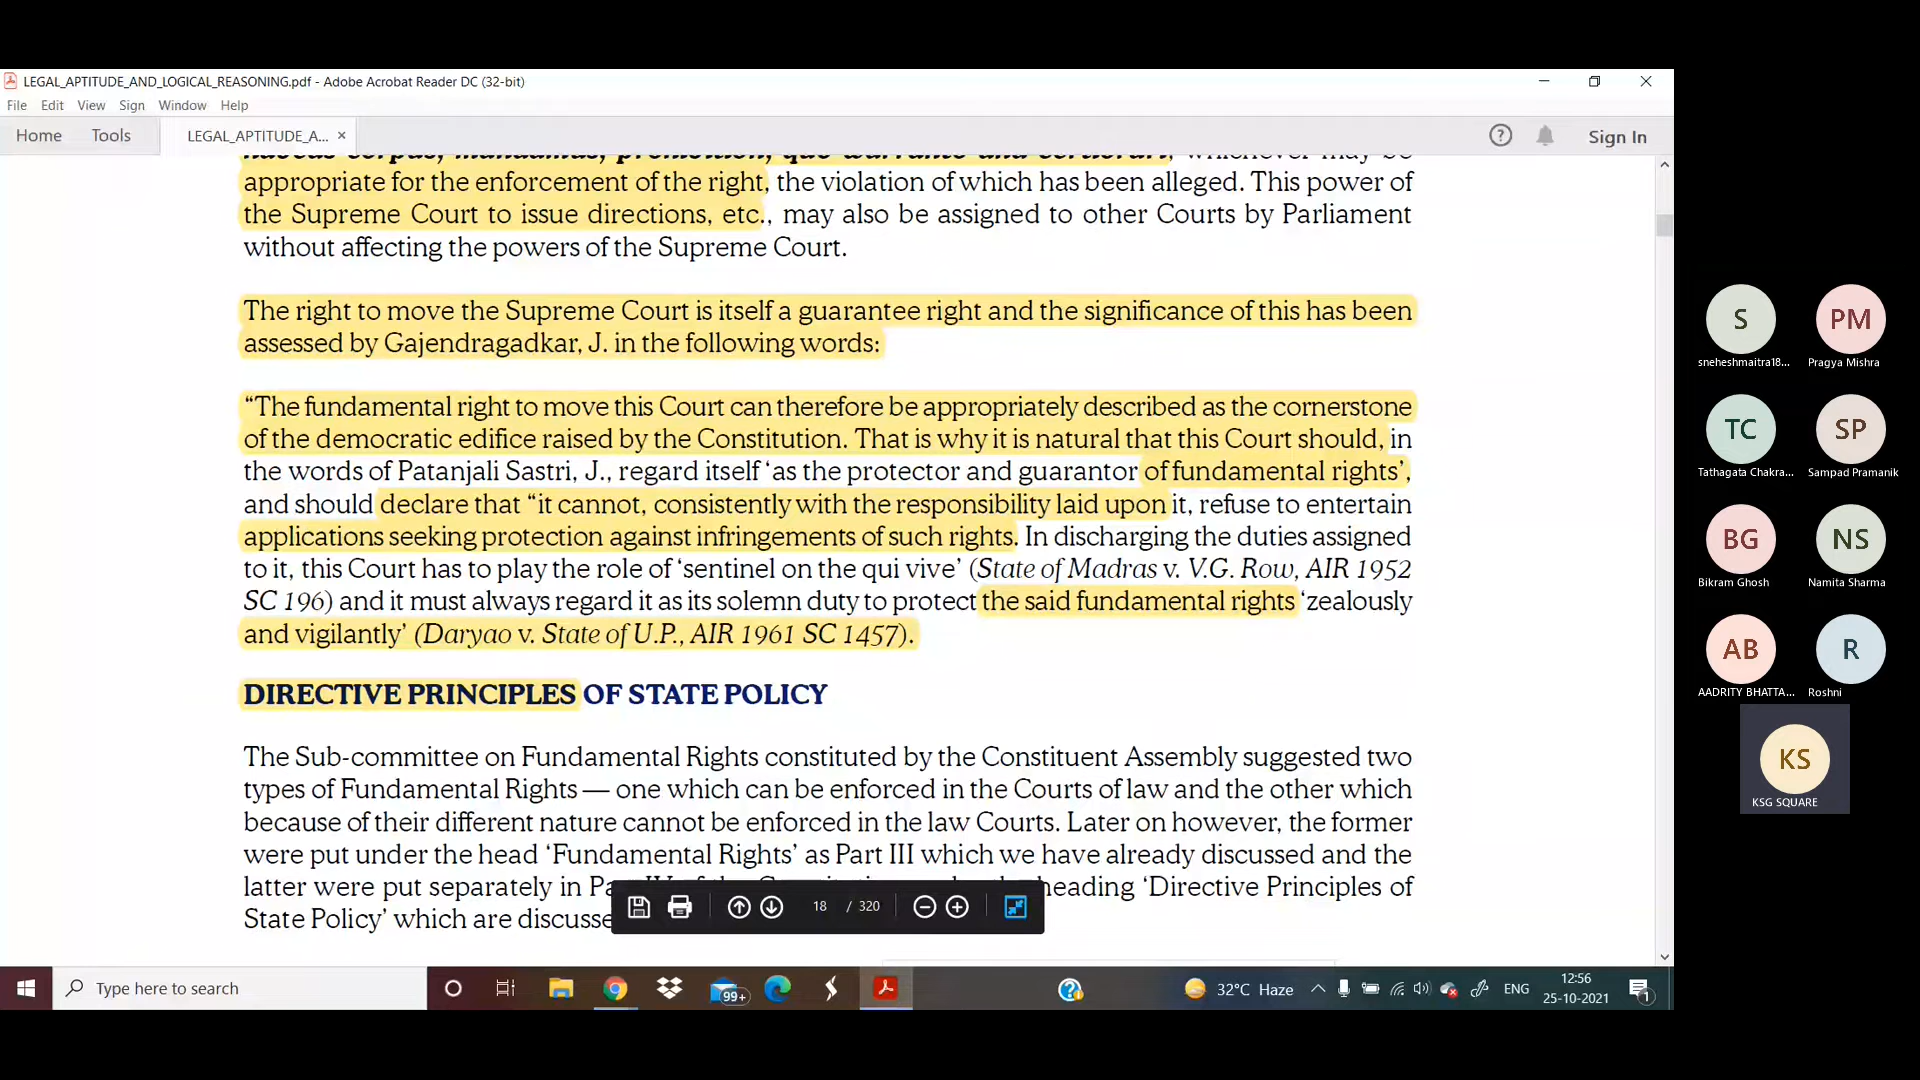 LEGAL_APTITUDE_AND_LOGICAL_REASONING.pdf - Adobe Acrobat Reader DC (32-bit)
File Edit View Sign Window Help
Home Tools LEGAL_APTITUDE_A... × Sign In
habeas corpus, mandamus, prohibition, quo warranto and certiorari, whichever may be
appropriate for the enforcement of the right, the violation of which has been alleged. This power of
the Supreme Court to issue directions, etc., may also be assigned to other Courts by Parliament
without affecting the powers of the Supreme Court.
The right to move the Supreme Court is itself a guarantee right and the significance of this has been
assessed by Gajendragadkar, J. in the following words:
“The fundamental right to move this Court can therefore be appropriately described as the cornerstone
of the democratic edifice raised by the Constitution. That is why it is natural that this Court should, in
the words of Patanjali Sastri, J., regard itself ‘as the protector and guarantor of fundamental rights’,
and should declare that “it cannot, consistently with the responsibility laid upon it, refuse to entertain
applications seeking protection against infringements of such rights. In discharging the duties assigned
to it, this Court has to play the role of ‘sentinel on the qui vive’ (State of Madras v. V.G. Row, AIR 1952
SC 196) and it must always regard it as its solemn duty to protect the said fundamental rights ‘zealously
and vigilantly’ (Daryao v. State of U.P., AIR 1961 SC 1457).
DIRECTIVE PRINCIPLES OF STATE POLICY
The Sub-committee on Fundamental Rights constituted by the Constituent Assembly suggested two
types of Fundamental Rights — one which can be enforced in the Courts of law and the other which
because of their different nature cannot be enforced in the law Courts. Later on however, the former
were put under the head ‘Fundamental Rights’ as Part III which we have already discussed and the
latter were put separately in heading ‘Directive Principles of
State Policy’ which are
18 / 320
Type here to search
99+
32°C Haze
ENG
12:56
25-10-2021
1
S PM
sneheshmaitra18... Pragya Mishra
TC SP
Tathagata Chakra... Sampad Pramanik
BG NS
Bikram Ghosh Namita Sharma
AB R
AADRITY BHATTA... Roshni
KS
KSG SQUARE